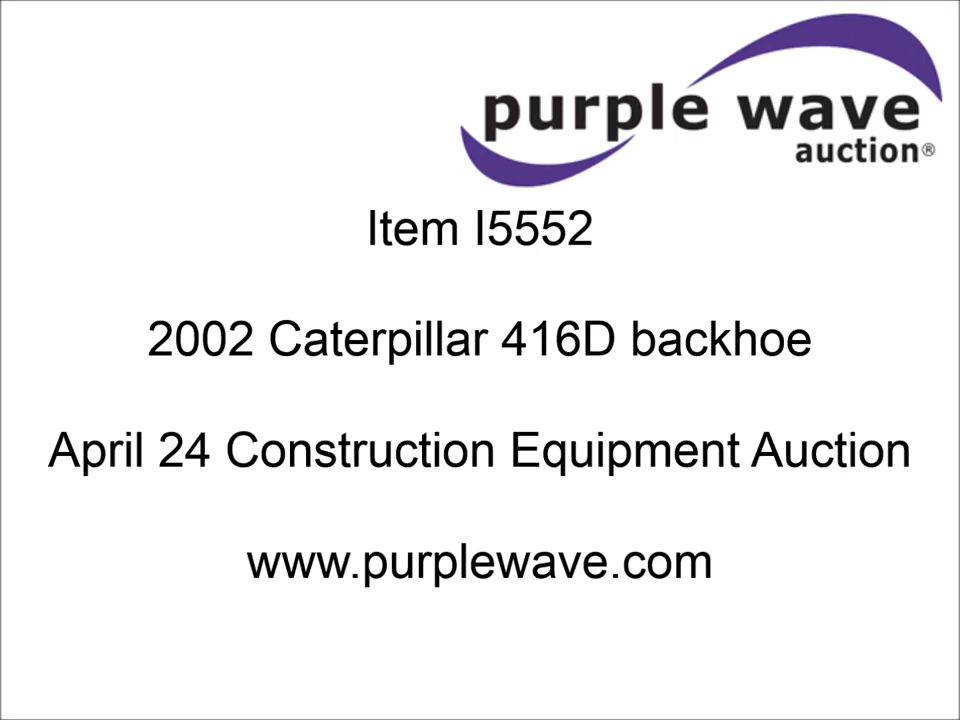 purple wave
auction®
Item I5552
2002 Caterpillar 416D backhoe
April 24 Construction Equipment Auction
www.purplewave.com